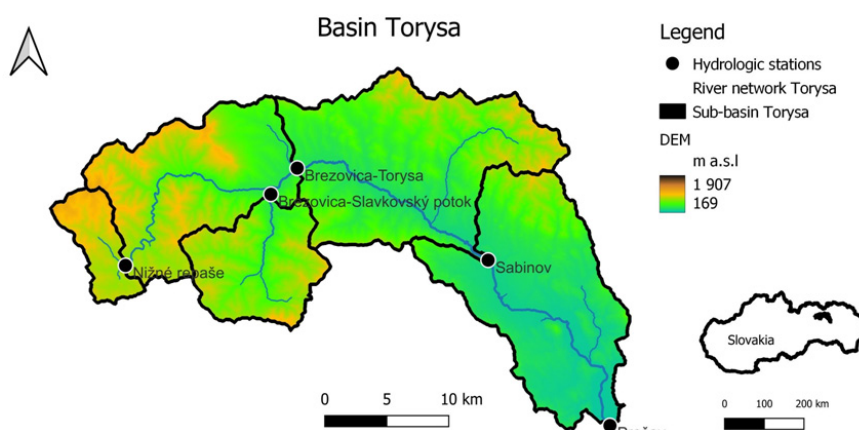 Basin Torysa
Legend
Hydrologic stations
River network Torysa
Sub-basin Torysa
DEM
m a.s.l
1 907
169
Brezovica-Torysa
Brezovica-Slavkovský potok
Nižné repaše
Sabinov
Slovakia
0 5 10 km
0 100 200 km